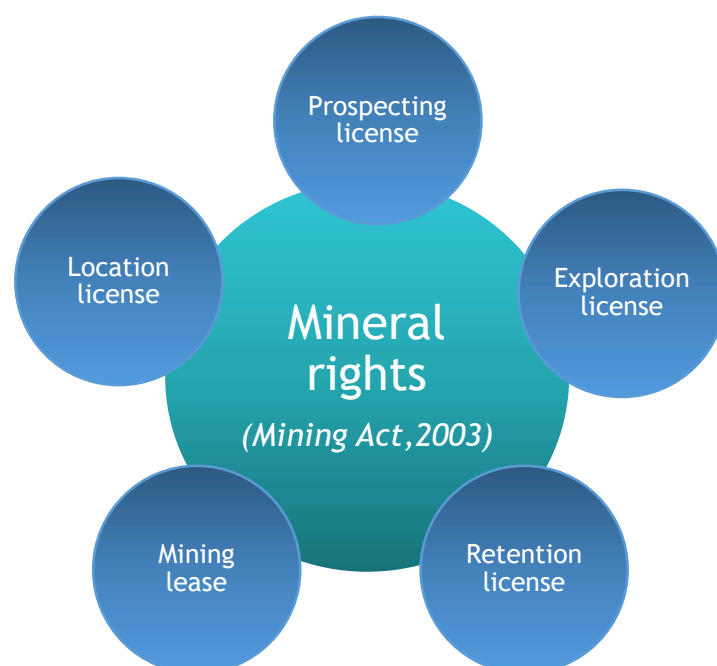 Prospecting
license
Location
license
Exploration
license
Mineral
rights
(Mining Act,2003)
Mining
lease
Retention
license